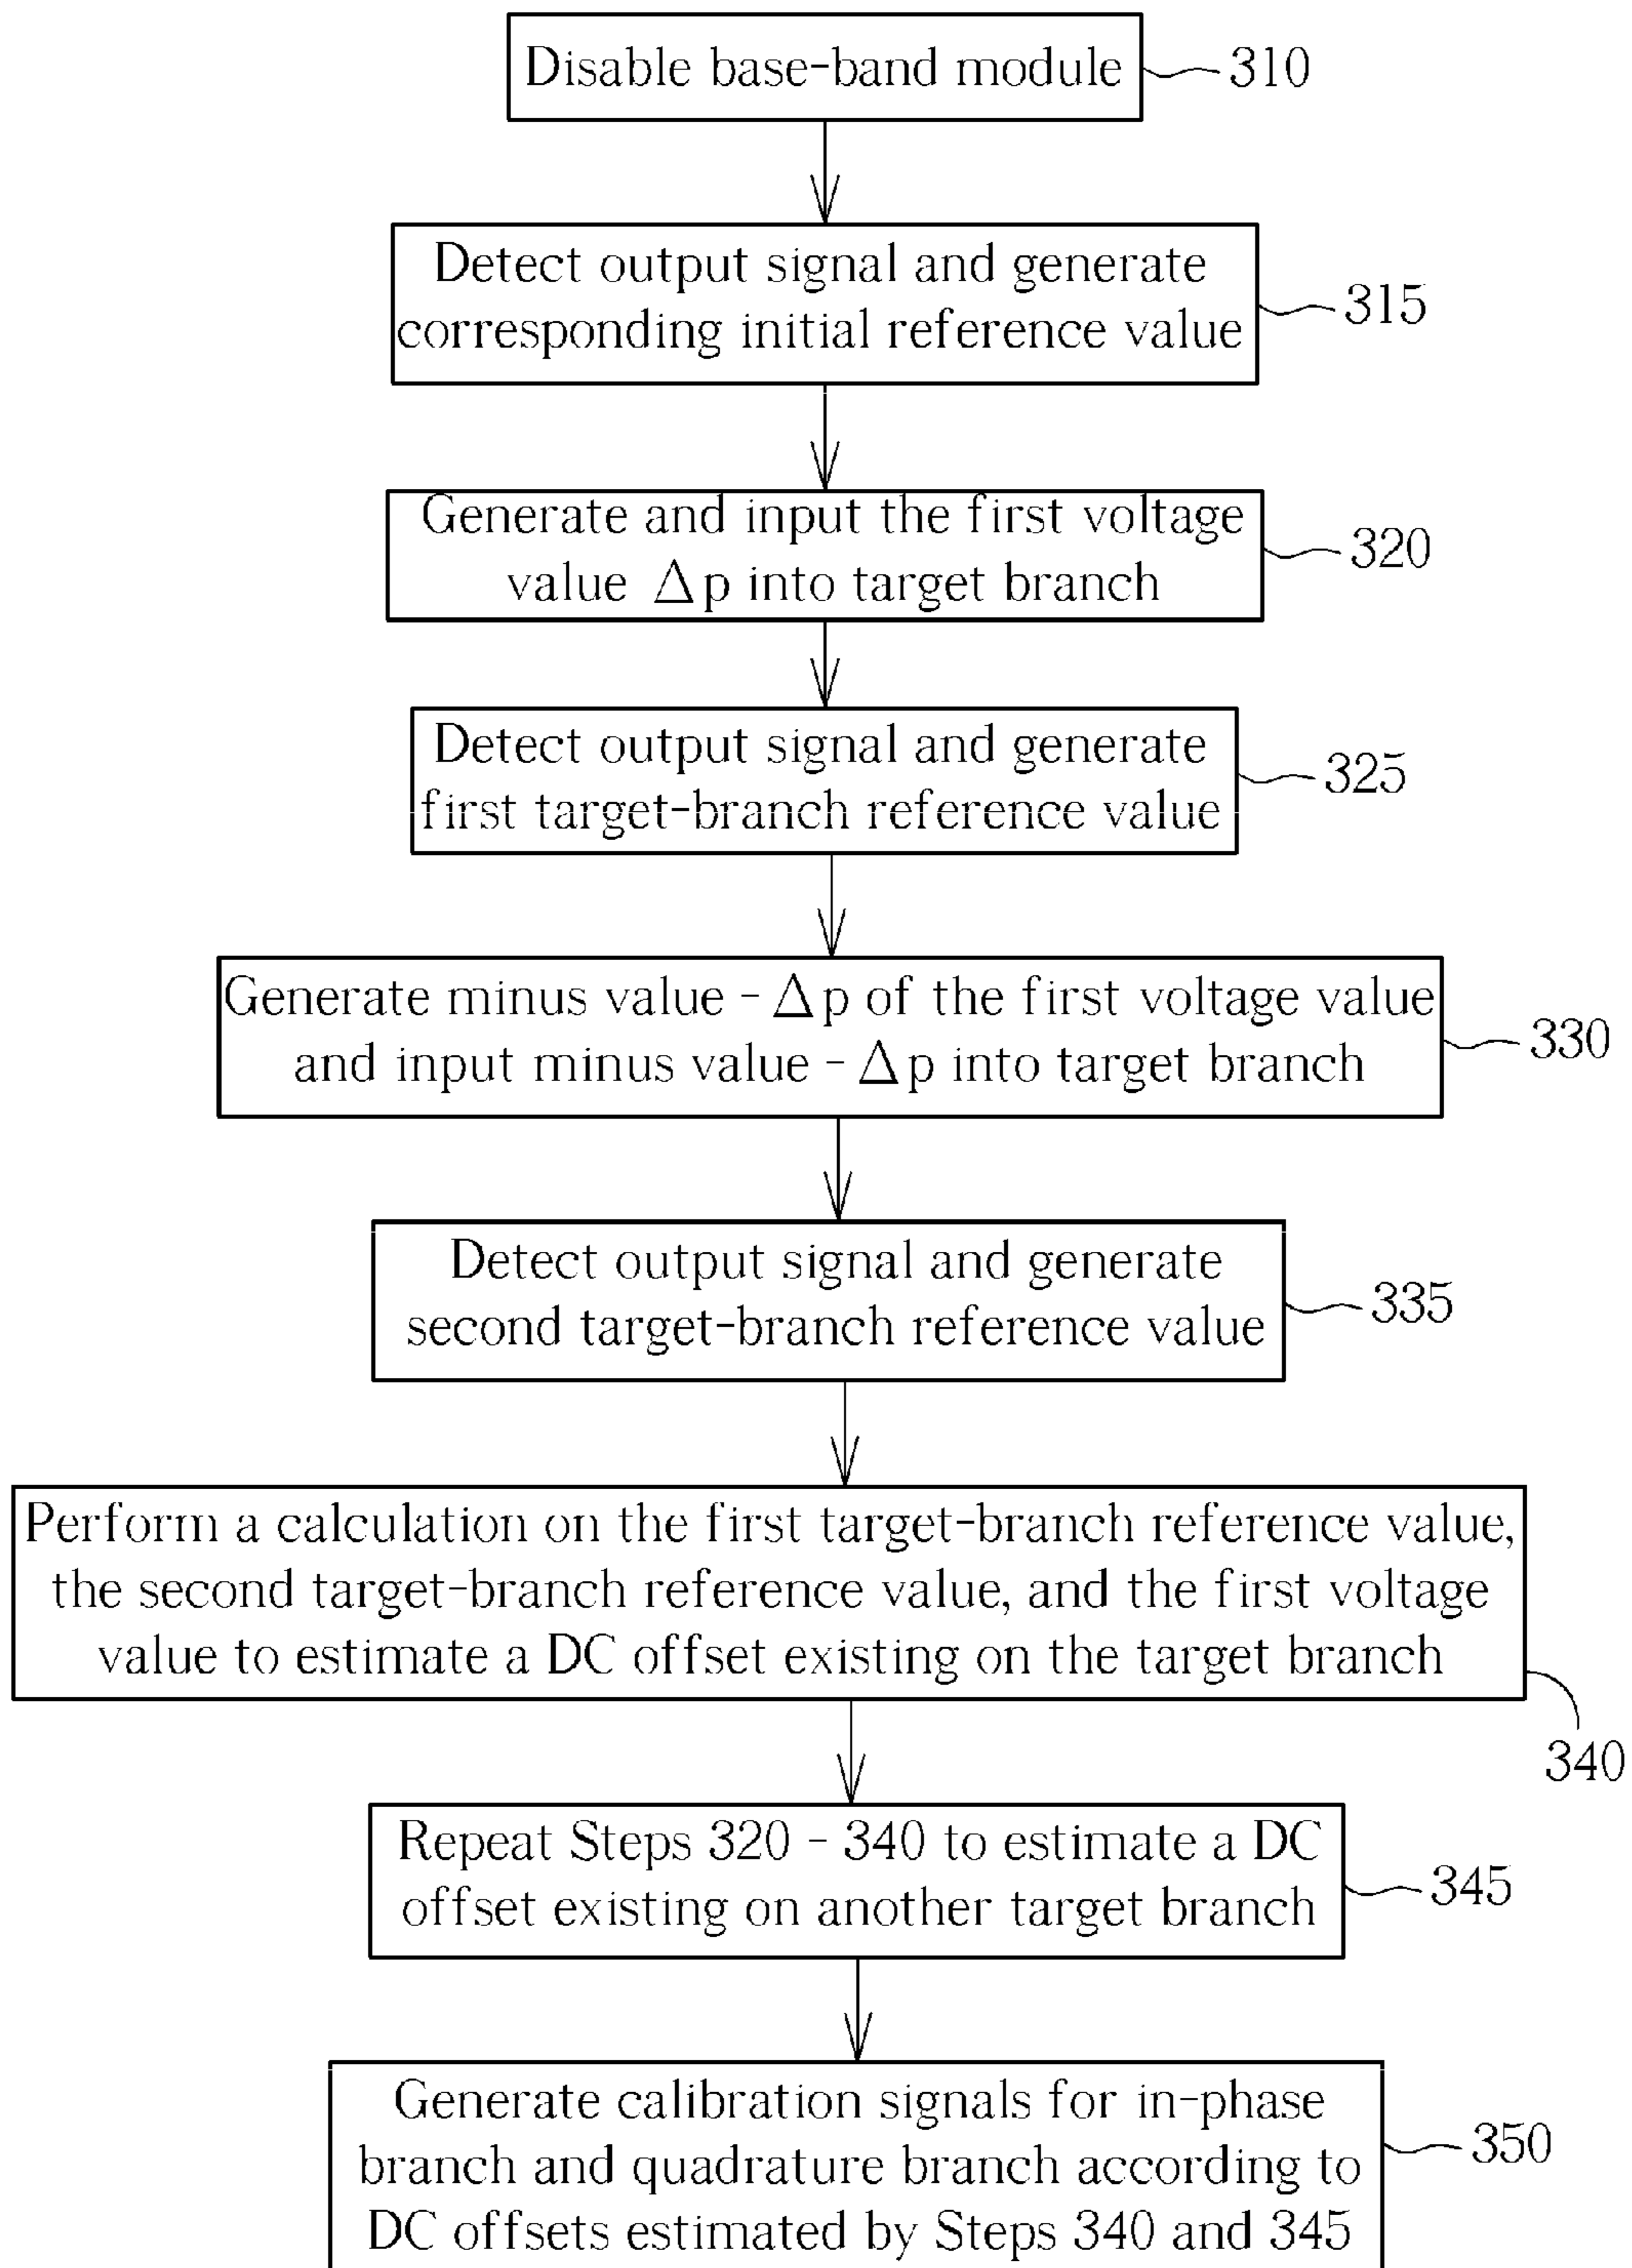 Disable base-band module
310
Detect output signal and generate
corresponding initial reference value
315
Generate and input the first voltage
value Δp into target branch
320
Detect output signal and generate
first target-branch reference value
325
Generate minus value -Δp of the first voltage value
and input minus value -Δp into target branch
330
Detect output signal and generate
second target-branch reference value
335
Perform a calculation on the first target-branch reference value,
the second target-branch reference value, and the first voltage
value to estimate a DC offset existing on the target branch
340
Repeat Steps 320 - 340 to estimate a DC
offset existing on another target branch
345
Generate calibration signals for in-phase
branch and quadrature branch according to
DC offsets estimated by Steps 340 and 345
350